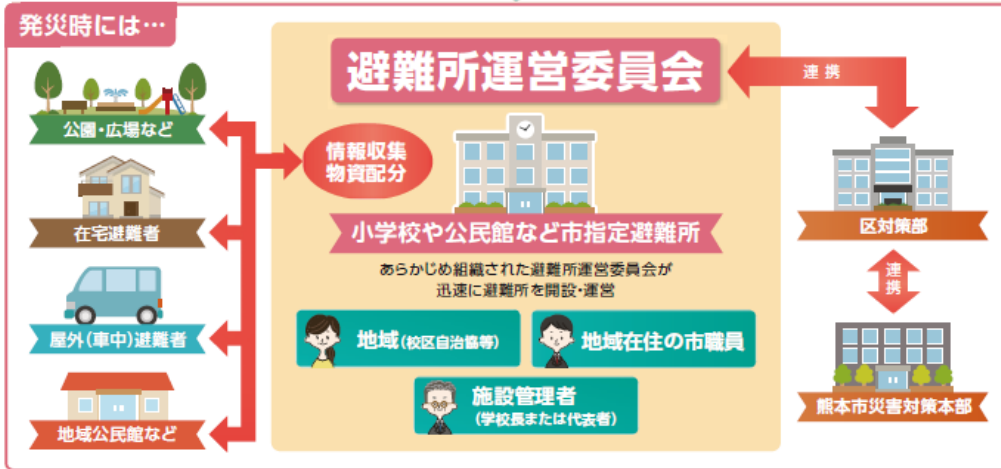 発災時には…
避難所運営委員会
連携
公園・広場など
情報収集
物資配分
在宅避難者
小学校や公民館など市指定避難所
区対策部
あらかじめ組織された避難所運営委員会が
迅速に避難所を開設・運営
連携
屋外(車中)避難者
地域(校区自治協等)
地域在住の市職員
施設管理者
(学校長または代表者)
地域公民館など
熊本市災害対策本部